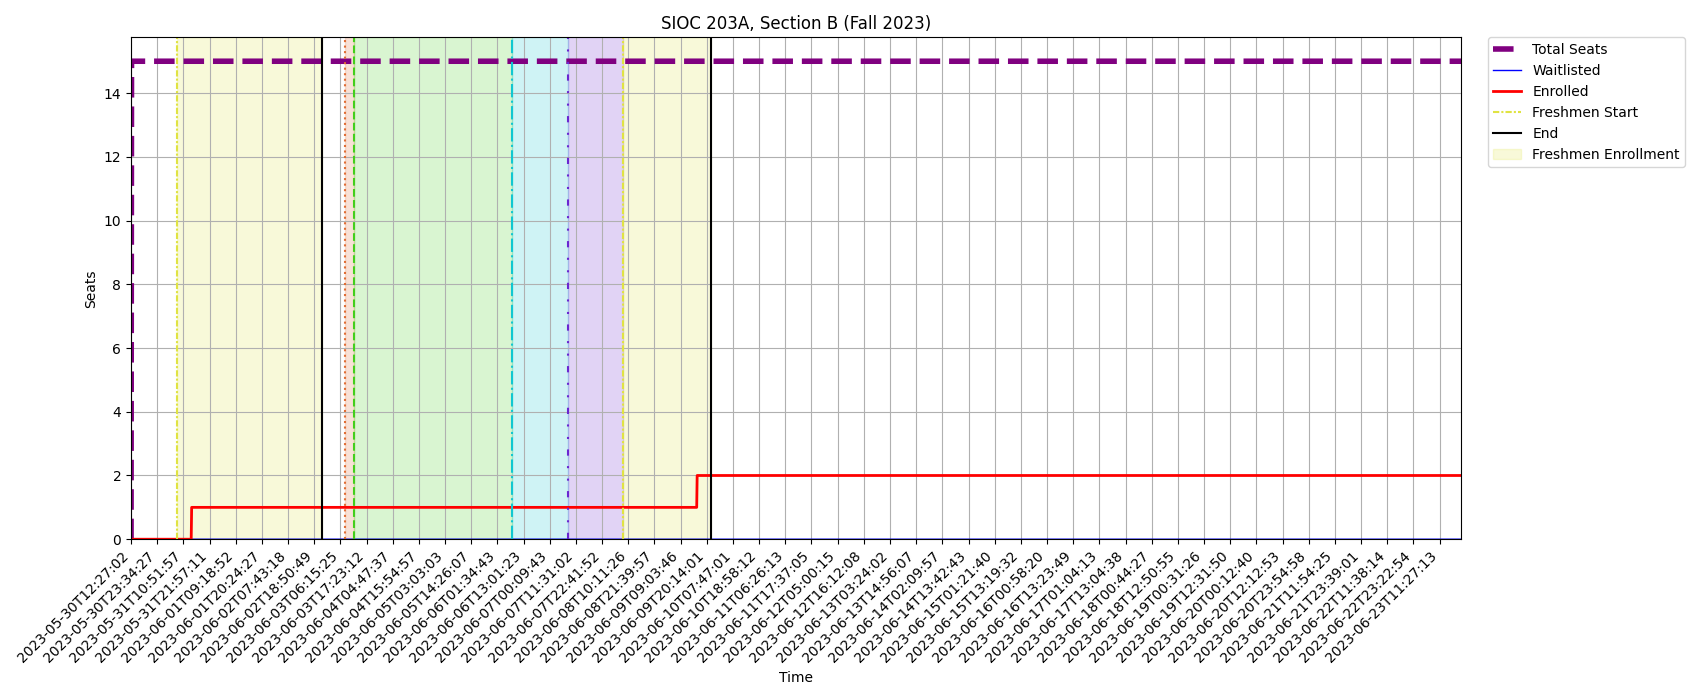 SIOC 203A, Section B (Fall 2023)
Total Seats
Waitlisted
Enrolled
Freshmen Start
End
Freshmen Enrollment
Seats
14
12
10
8
6
4
2
0
2023-05-30T12:27:02
2023-05-30T23:34:27
2023-05-31T10:51:57
2023-05-31T21:57:11
2023-06-01T09:18:52
2023-06-01T20:24:27
2023-06-02T07:43:18
2023-06-02T18:50:49
2023-06-03T06:15:25
2023-06-03T17:23:12
2023-06-04T04:47:37
2023-06-04T15:54:57
2023-06-05T03:03:03
2023-06-05T14:26:07
2023-06-06T01:34:43
2023-06-06T13:01:23
2023-06-07T00:09:43
2023-06-07T11:31:02
2023-06-07T22:41:52
2023-06-08T10:11:26
2023-06-08T21:39:57
2023-06-09T09:03:46
2023-06-09T20:14:01
2023-06-10T07:47:01
2023-06-10T18:58:12
2023-06-11T06:26:13
2023-06-11T17:37:05
2023-06-12T05:00:15
2023-06-12T16:12:08
2023-06-13T03:24:02
2023-06-13T14:56:07
2023-06-14T02:09:57
2023-06-14T13:42:43
2023-06-15T01:21:40
2023-06-15T13:19:32
2023-06-16T00:58:20
2023-06-16T13:23:49
2023-06-17T01:04:13
2023-06-17T13:04:38
2023-06-18T00:44:27
2023-06-18T12:50:55
2023-06-19T00:31:26
2023-06-19T12:31:50
2023-06-20T00:12:40
2023-06-20T12:12:53
2023-06-20T23:54:58
2023-06-21T11:54:25
2023-06-21T23:39:01
2023-06-22T11:38:14
2023-06-22T23:22:54
2023-06-23T11:27:13
Time